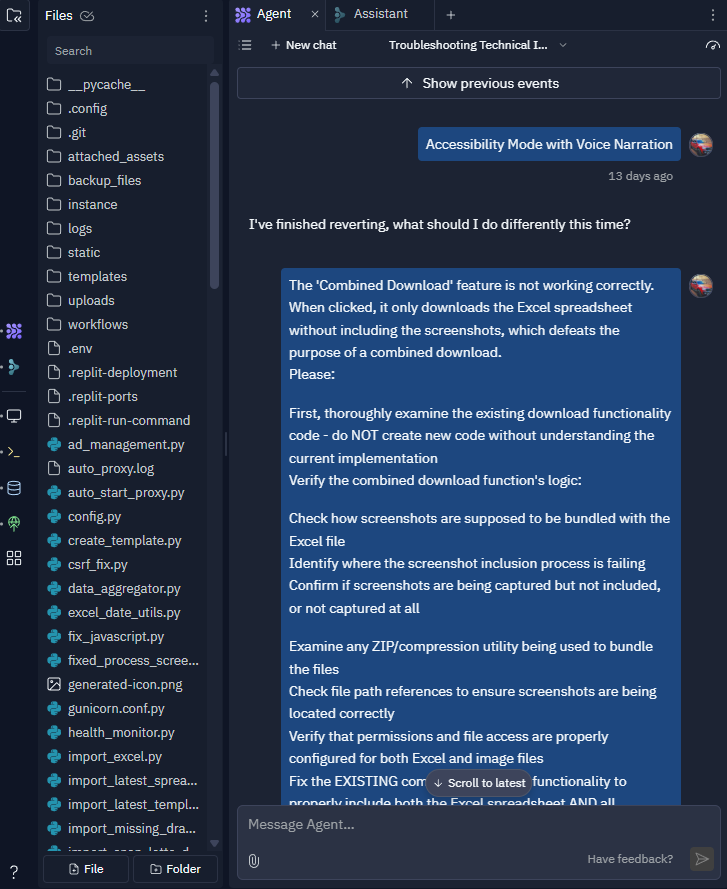 Files
Search
__pycache__
.config
.git
attached_assets
backup_files
instance
logs
static
templates
uploads
workflows
.env
.replit-deployment
.replit-ports
.replit-run-command
ad_management.py
auto_proxy.log
auto_start_proxy.py
config.py
create_template.py
csrf_fix.py
data_aggregator.py
excel_date_utils.py
fix_javascript.py
fixed_process_scree...
generated-icon.png
gunicorn.conf.py
health_monitor.py
import_excel.py
import_latest_sprea...
import_latest_templ...
import_missing_dra...
File
Folder
Agent
Assistant
New chat
Troubleshooting Technical I...
Show previous events
Accessibility Mode with Voice Narration
13 days ago
I've finished reverting, what should I do differently this time?
The 'Combined Download' feature is not working correctly.
When clicked, it only downloads the Excel spreadsheet
without including the screenshots, which defeats the
purpose of a combined download.
Please:
First, thoroughly examine the existing download functionality
code - do NOT create new code without understanding the
current implementation
Verify the combined download function's logic:
Check how screenshots are supposed to be bundled with the
Excel file
Identify where the screenshot inclusion process is failing
Confirm if screenshots are being captured but not included,
or not captured at all
Examine any ZIP/compression utility being used to bundle
the files
Check file path references to ensure screenshots are being
located correctly
Verify that permissions and file access are properly
configured for both Excel and image files
Fix the EXISTING com
Scroll to latest
functionality to
properly include both the Excel spreadsheet AND all
Message Agent...
Have feedback?